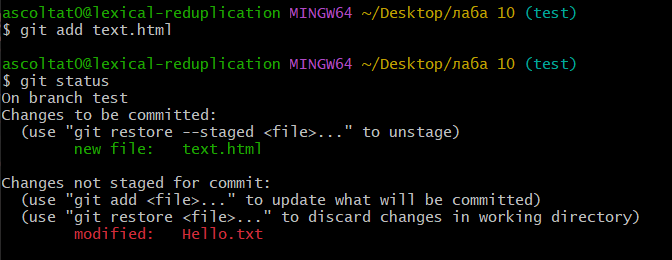 ascoltat0@lexical-reduplication MINGW64 ~/Desktop/лаба 10 (test)
$ git add text.html
ascoltat0@lexical-reduplication MINGW64 ~/Desktop/лаба 10 (test)
$ git status
On branch test
Changes to be committed:
  (use "git restore --staged <file>..." to unstage)
        new file:   text.html
Changes not staged for commit:
  (use "git add <file>..." to update what will be committed)
  (use "git restore <file>..." to discard changes in working directory)
        modified:   Hello.txt